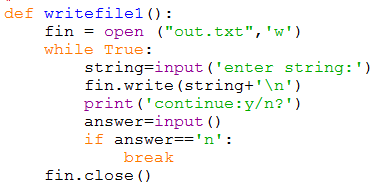 def writefile1():
    fin = open ("out.txt",'w')
    while True:
        string=input('enter string:')
        fin.write(string+'\n')
        print('continue:y/n?')
        answer=input()
        if answer=='n':
            break
    fin.close()